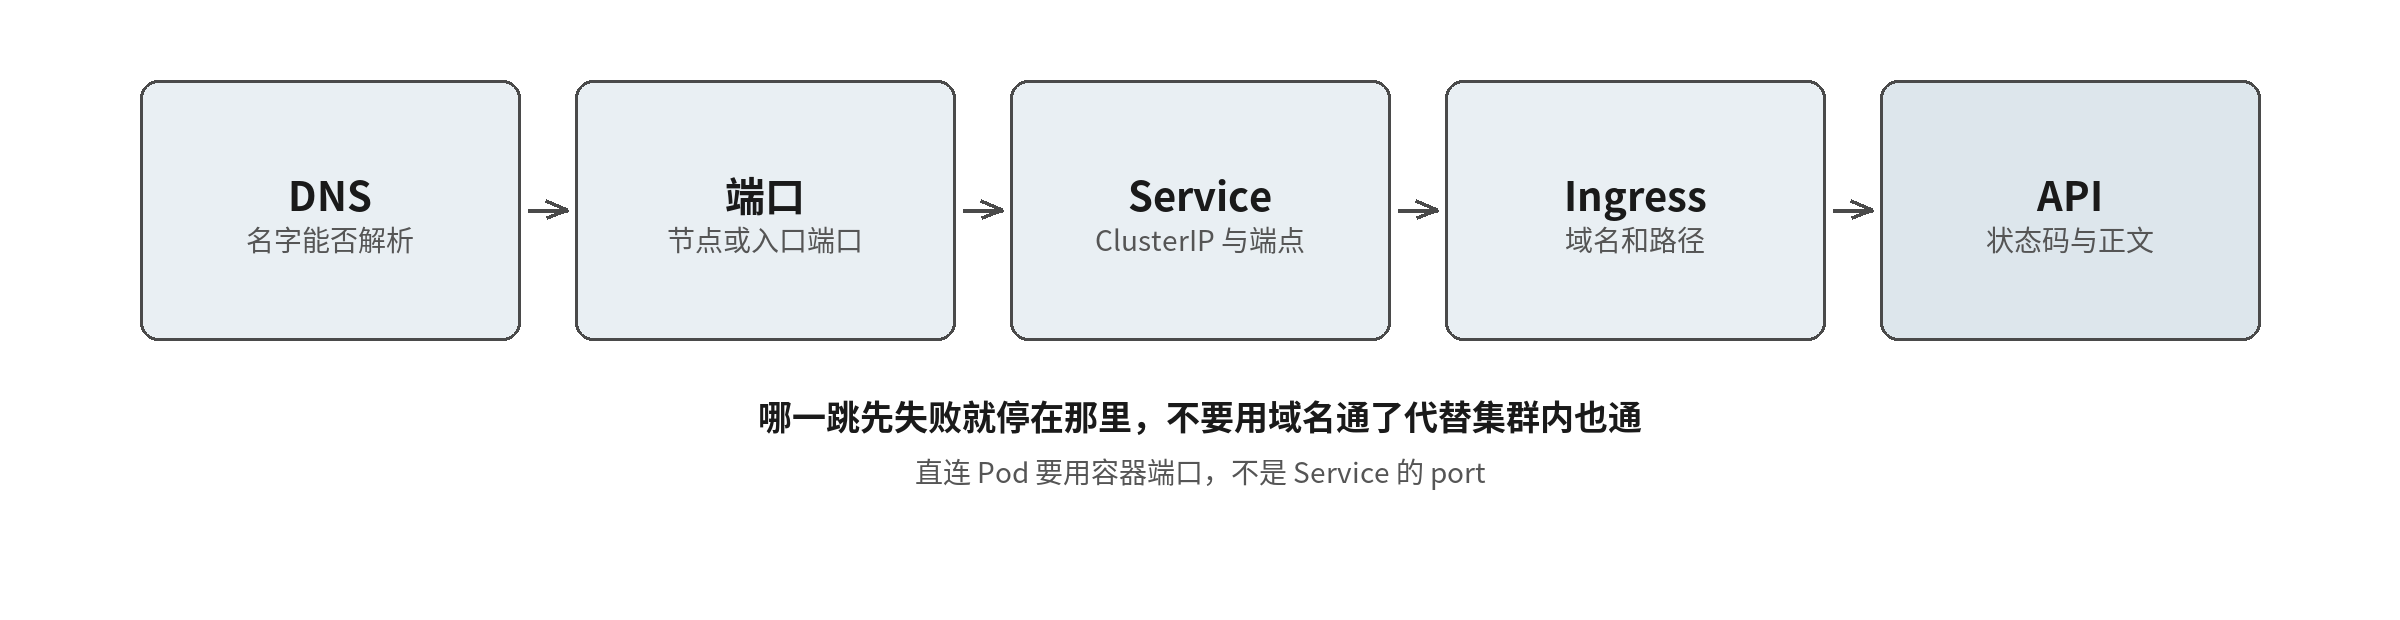 DNS
名字能否解析
端口
节点或入口端口
Service
ClusterIP 与端点
Ingress
域名和路径
API
状态码与正文
哪一跳先失败就停在那里，不要用域名通了代替集群内也通
直连 Pod 要用容器端口，不是 Service 的 port